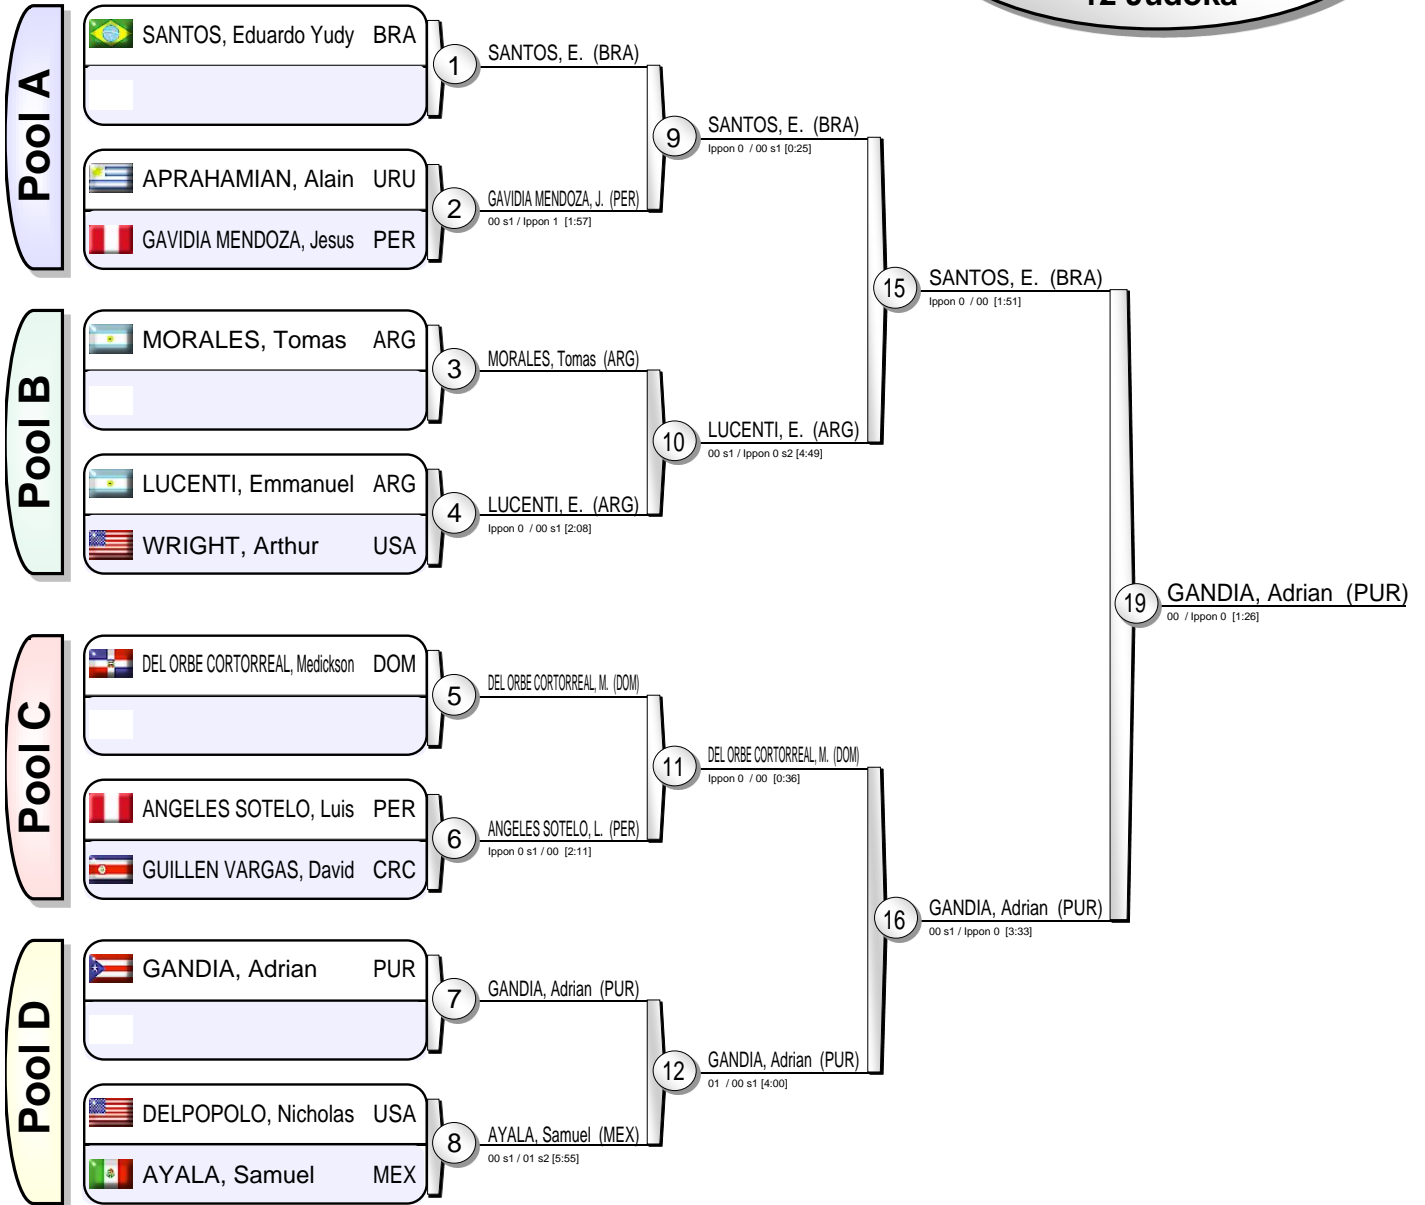 12 Judoka
Pool A
SANTOS, Eduardo Yudy BRA
APRAHAMIAN, Alain URU
GAVIDIA MENDOZA, Jesus PER
Pool B
MORALES, Tomas ARG
LUCENTI, Emmanuel ARG
WRIGHT, Arthur USA
Pool C
DEL ORBE CORTORREAL, Medickson DOM
ANGELES SOTELO, Luis PER
GUILLEN VARGAS, David CRC
Pool D
GANDIA, Adrian PUR
DELPOPOLO, Nicholas USA
AYALA, Samuel MEX
1 SANTOS, E. (BRA)
2 GAVIDIA MENDOZA, J. (PER)
00 s1 / Ippon 1 [1:57]
3 MORALES, Tomas (ARG)
4 LUCENTI, E. (ARG)
Ippon 0 / 00 s1 [2:08]
5 DEL ORBE CORTORREAL, M. (DOM)
6 ANGELES SOTELO, L. (PER)
Ippon 0 s1 / 00 [2:11]
7 GANDIA, Adrian (PUR)
8 AYALA, Samuel (MEX)
00 s1 / 01 s2 [5:55]
9 SANTOS, E. (BRA)
Ippon 0 / 00 s1 [0:25]
10 LUCENTI, E. (ARG)
00 s1 / Ippon 0 s2 [4:49]
11 DEL ORBE CORTORREAL, M. (DOM)
Ippon 0 / 00 [0:36]
12 GANDIA, Adrian (PUR)
01 / 00 s1 [4:00]
15 SANTOS, E. (BRA)
Ippon 0 / 00 [1:51]
16 GANDIA, Adrian (PUR)
00 s1 / Ippon 0 [3:33]
19 GANDIA, Adrian (PUR)
00 / Ippon 0 [1:26]